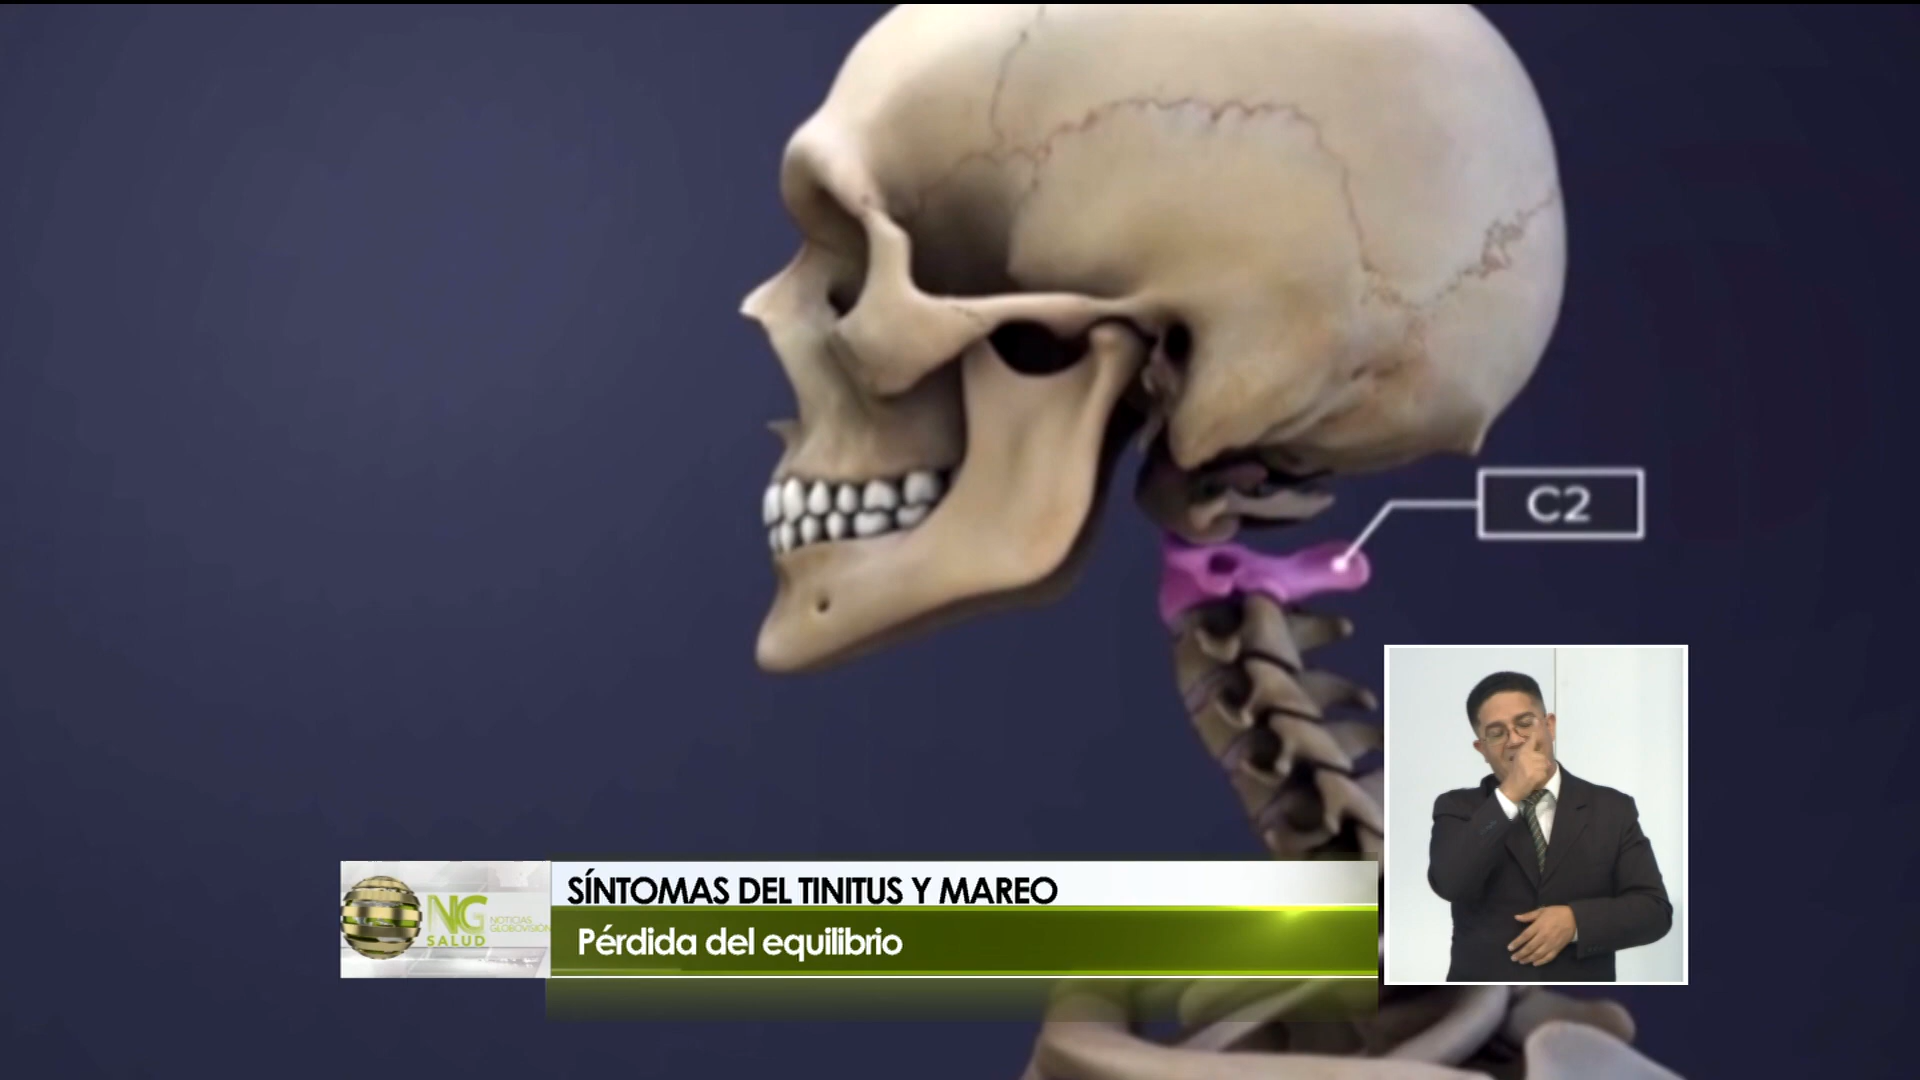 C2
SÍNTOMAS DEL TINITUS Y MAREO
Pérdida del equilibrio
NG
SALUD
NOTICIAS
GLOBOVISIÓN